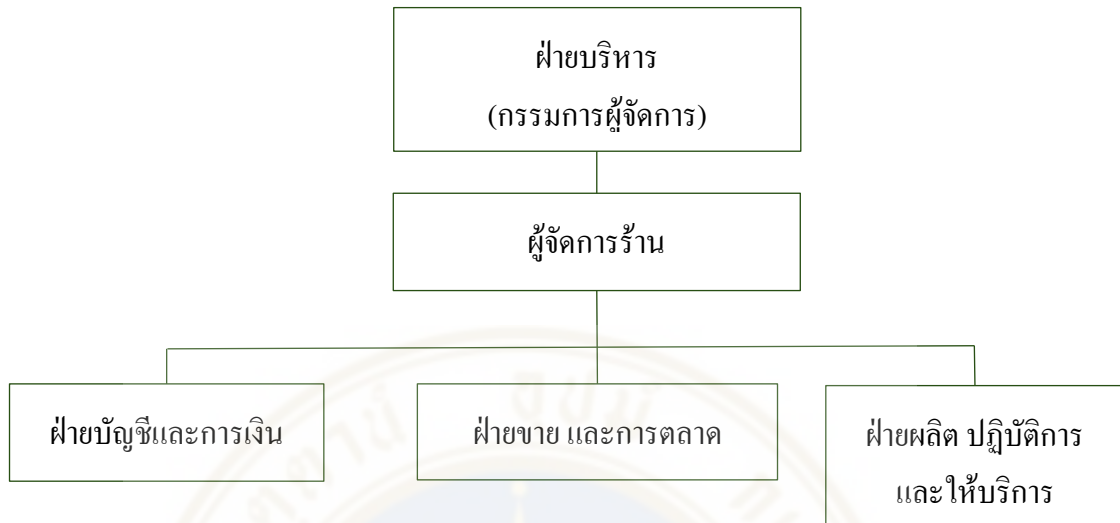 ฝ่ายบริหาร
(กรรมการผู้จัดการ)
ผู้จัดการร้าน
ฝ่ายบัญชีและการเงิน
ฝ่ายขาย และการตลาด
ฝ่ายผลิต ปฏิบัติการ
และให้บริการ